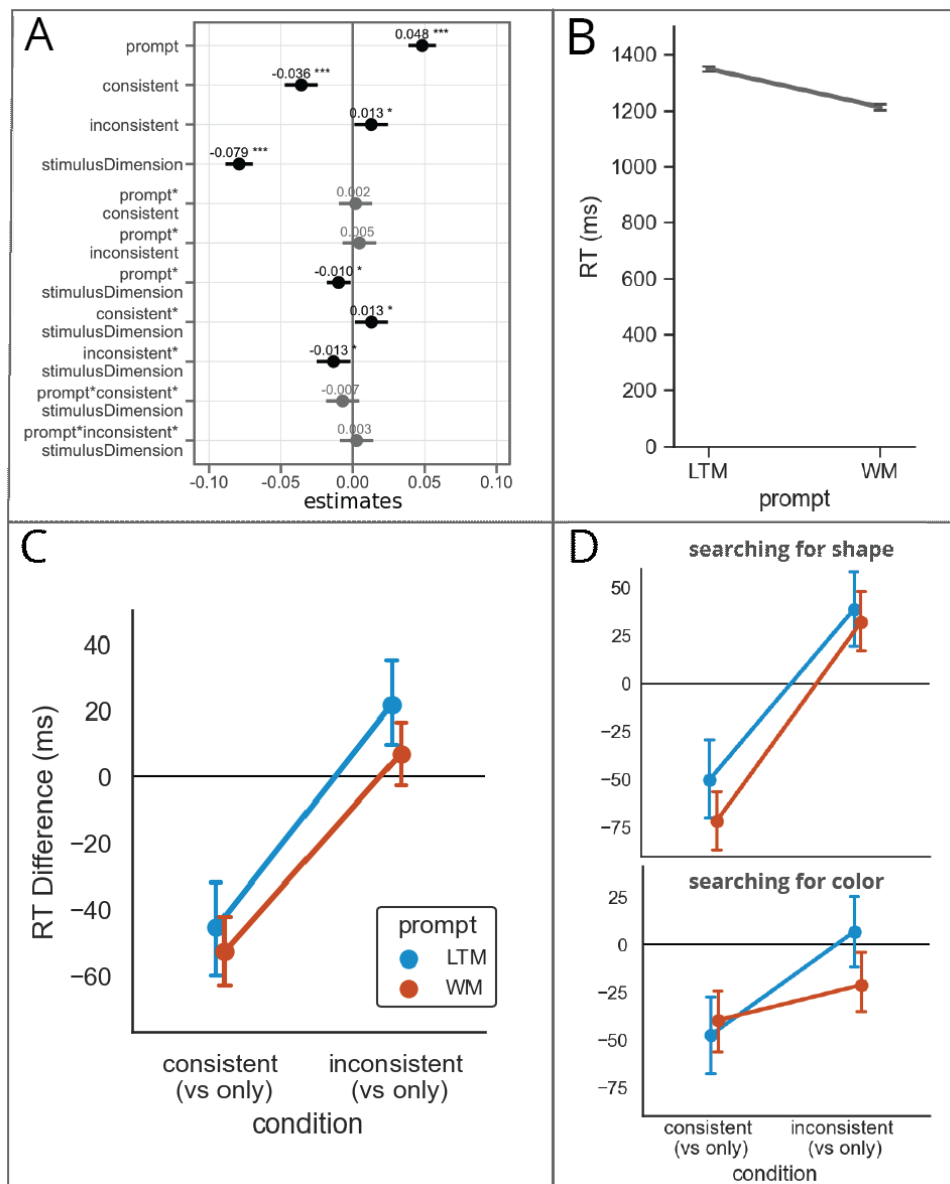 A
prompt
0.048 ***
consistent
-0.036 ***
inconsistent
0.013 *
stimulusDimension
-0.079 ***
prompt*
consistent
0.002
prompt*
inconsistent
0.005
prompt*
stimulusDimension
-0.010 *
consistent*
stimulusDimension
0.013 *
inconsistent*
stimulusDimension
-0.013 *
prompt*consistent*
stimulusDimension
-0.007
prompt*inconsistent*
stimulusDimension
0.003
-0.10 -0.05 0.00 0.05 0.10
estimates
B
RT (ms)
1400
1200
1000
800
600
400
200
0
LTM WM
prompt
C
RT Difference (ms)
40
20
0
−20
−40
−60
prompt
LTM
WM
consistent inconsistent
(vs only) (vs only)
condition
D
searching for shape
50
25
0
−25
−50
−75
searching for color
25
0
−25
−50
−75
consistent inconsistent
(vs only) (vs only)
condition